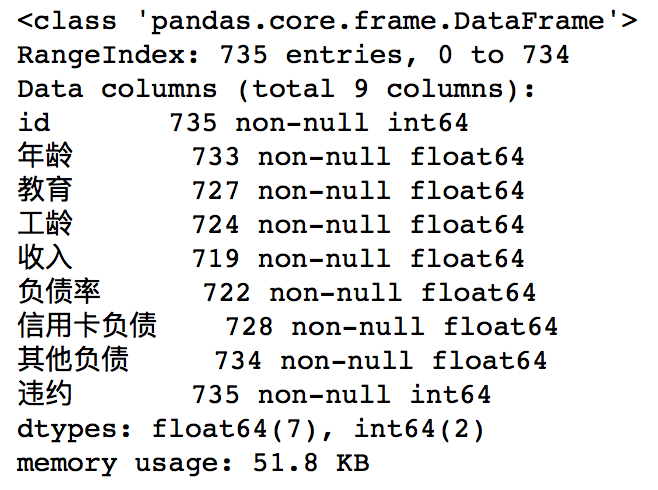 <class 'pandas.core.frame.DataFrame'>
RangeIndex: 735 entries, 0 to 734
Data columns (total 9 columns):
id 735 non-null int64
年龄 733 non-null float64
教育 727 non-null float64
工龄 724 non-null float64
收入 719 non-null float64
负债率 722 non-null float64
信用卡负债 728 non-null float64
其他负债 734 non-null float64
违约 735 non-null int64
dtypes: float64(7), int64(2)
memory usage: 51.8 KB